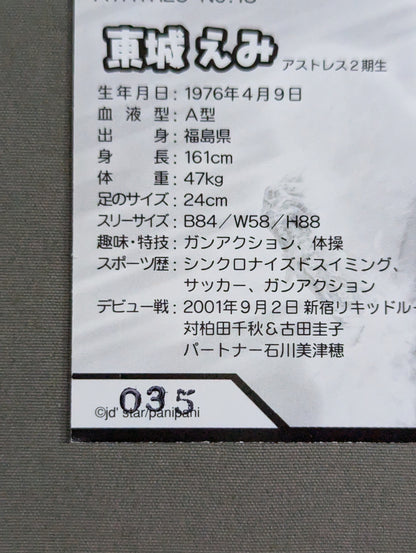 東城えみ アストレス2期生
生年月日：1976年4月9日
血液型：A型
出身：福島県
身長：161cm
体重：47kg
足のサイズ：24cm
スリーサイズ：B84／W58／H88
趣味・特技：ガンアクション、体操
スポーツ歴：シンクロナイズドスイミング、
サッカー、ガンアクション
デビュー戦：2001年9月2日 新宿リキッドルー
対柏田千秋&吉田圭子
パートナー石川美津穂
035
©jd' star/panipani